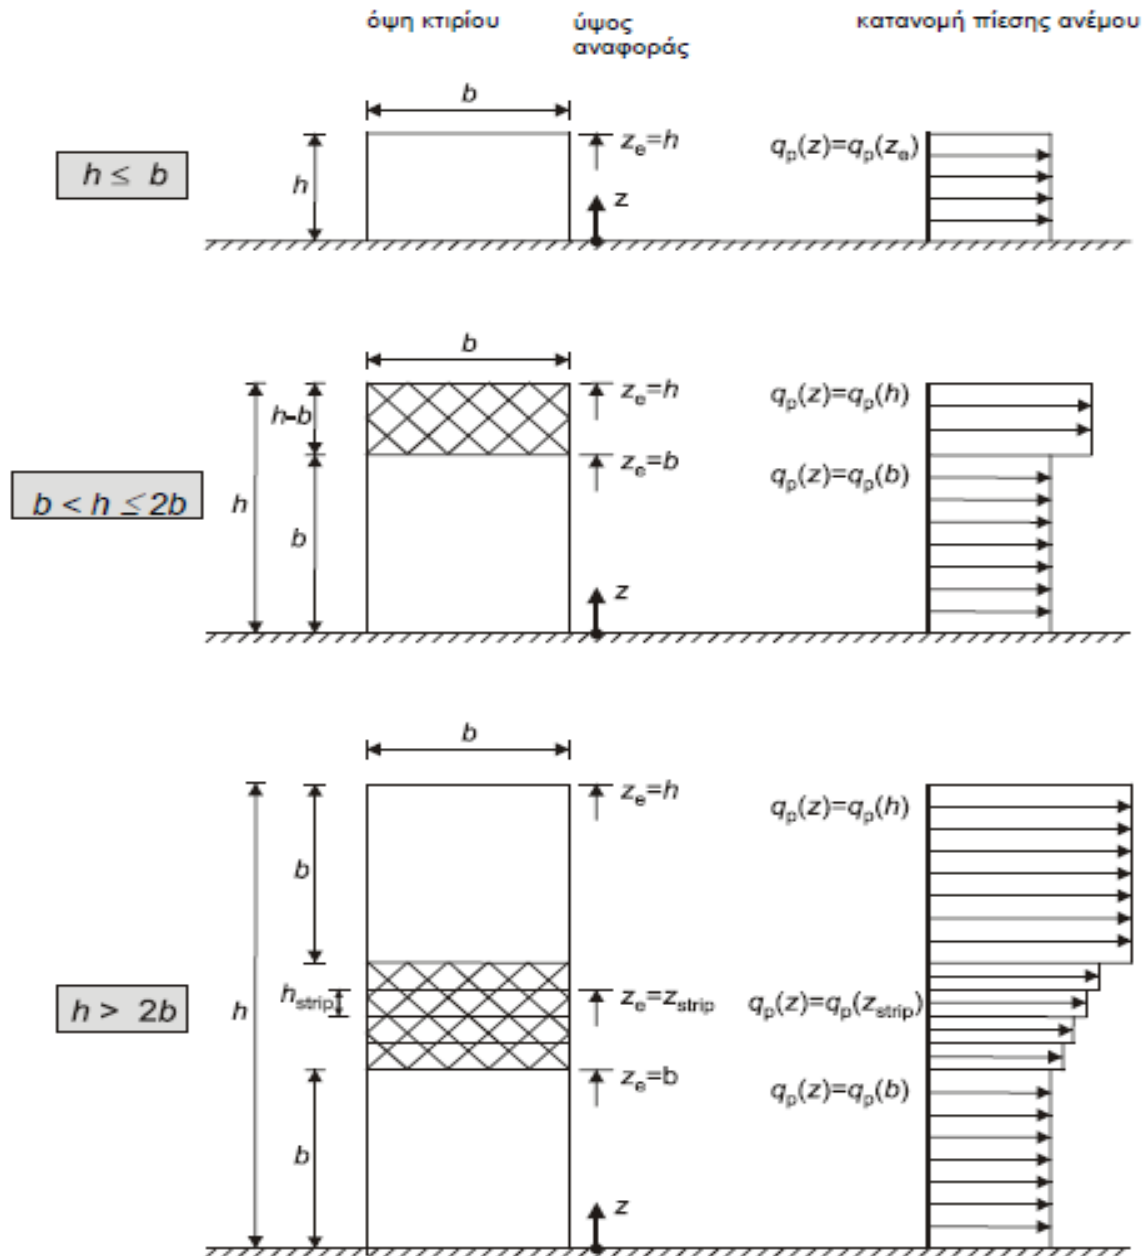 όψη κτιρίου
ύψος
αναφοράς
κατανομή πίεσης ανέμου
b
h ≤ b
h
z_e=h
z
q_p(z)=q_p(z_e)
b
b < h ≤ 2b
h
h-b
b
z_e=h
z_e=b
z
q_p(z)=q_p(h)
q_p(z)=q_p(b)
b
h > 2b
h
b
h_strip
b
z_e=h
z_e=z_strip
z_e=b
z
q_p(z)=q_p(h)
q_p(z)=q_p(z_strip)
q_p(z)=q_p(b)